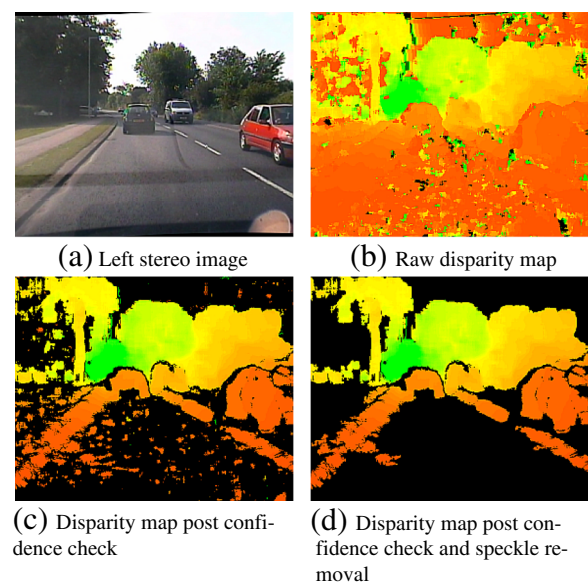 (a) Left stereo image
(b) Raw disparity map
(c) Disparity map post confi-
dence check
(d) Disparity map post con-
fidence check and speckle re-
moval